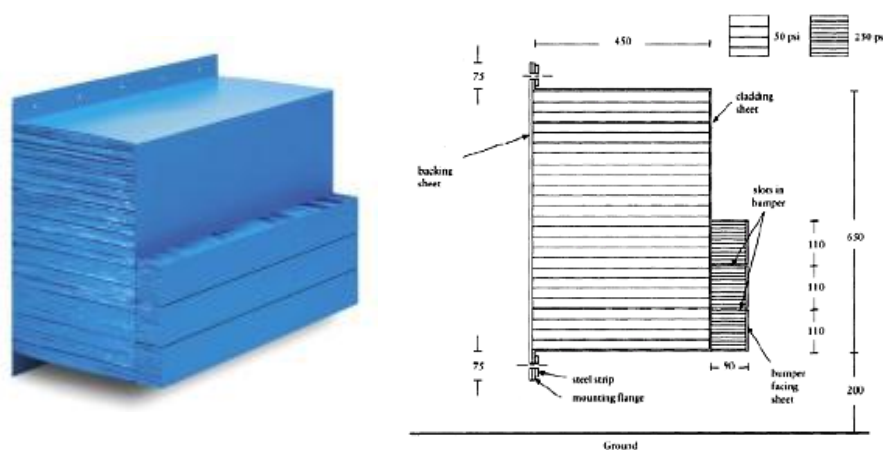 450
50 psi
250 ps
75
cladding
sheet
backing
sheet
slots in
bumper
110
650
110
110
75
90
steel strip
mounting flange
bumper
facing
sheet
200
Ground